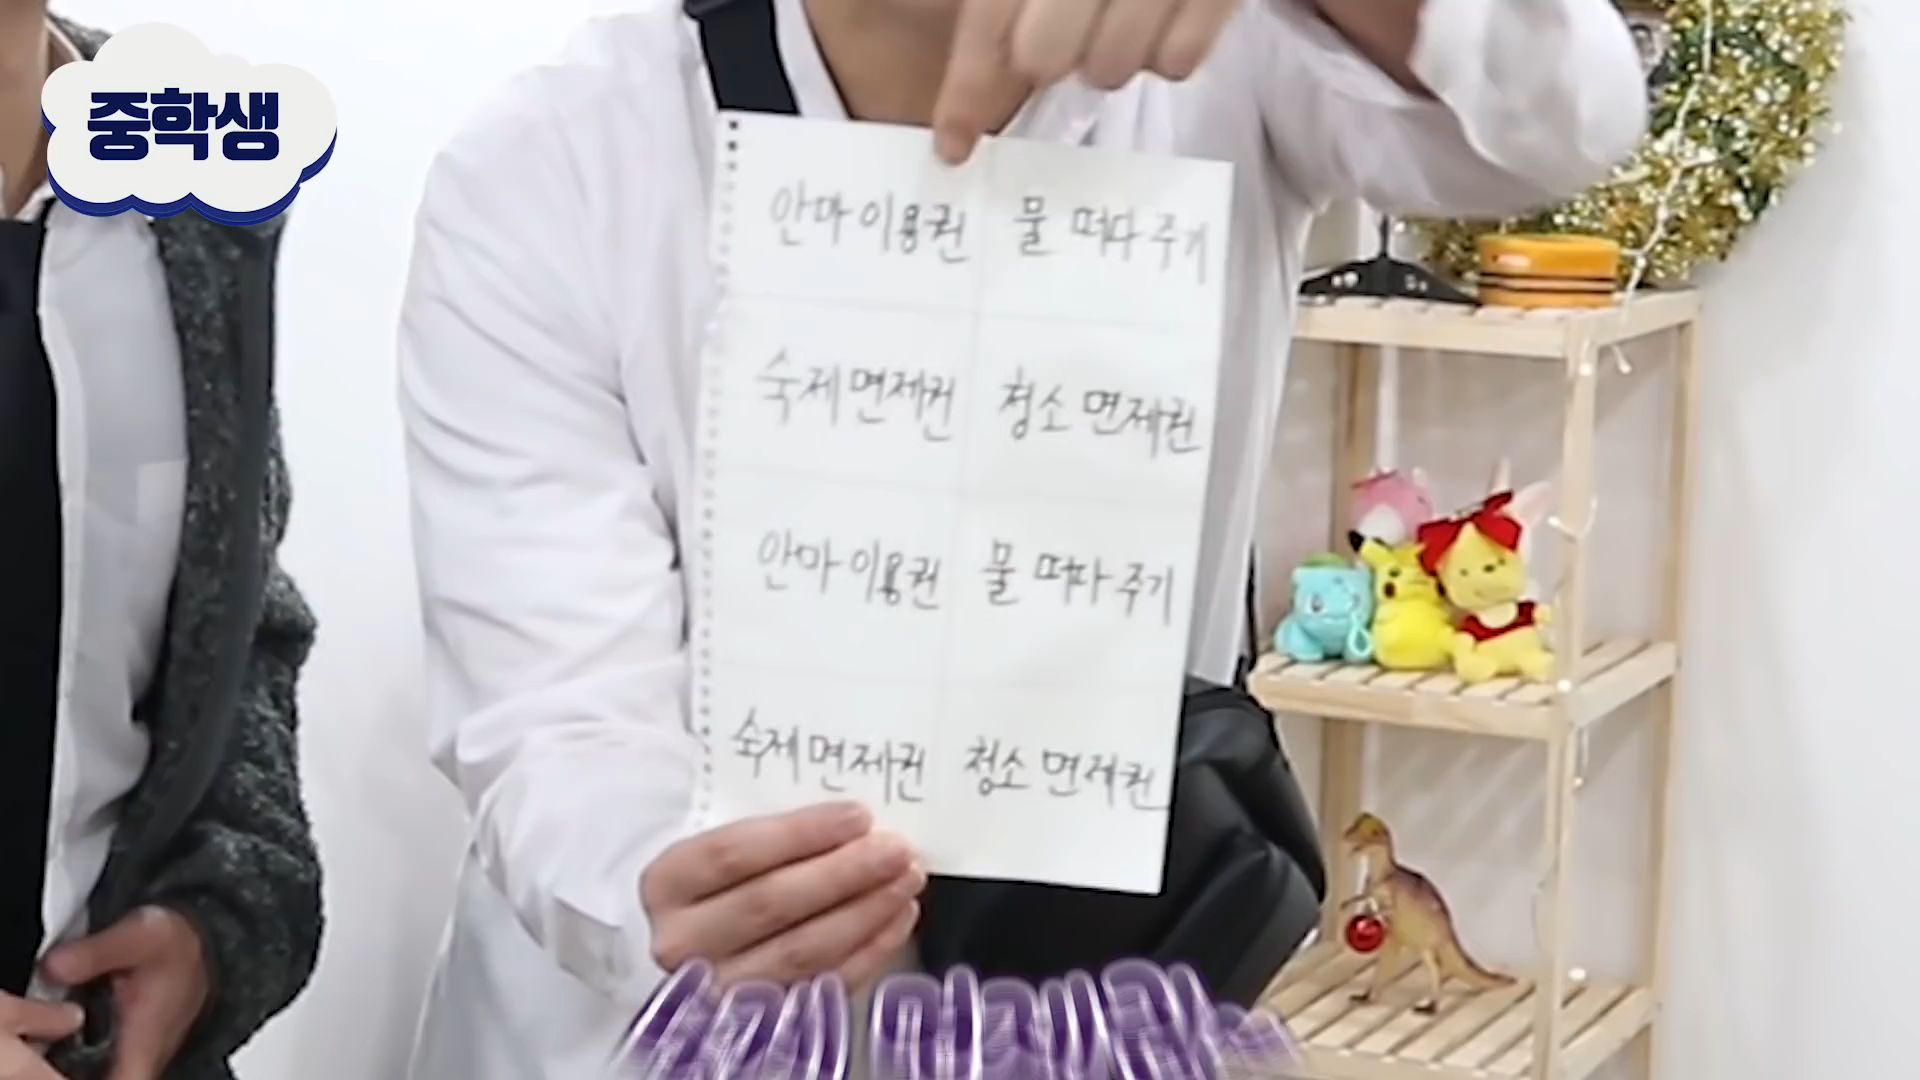 중학생
안마 이용권 물 떠다 주기
숙제 면제권 청소 면제권
안마 이용권 물 떠다 주기
숙제 면제권 청소 면제권